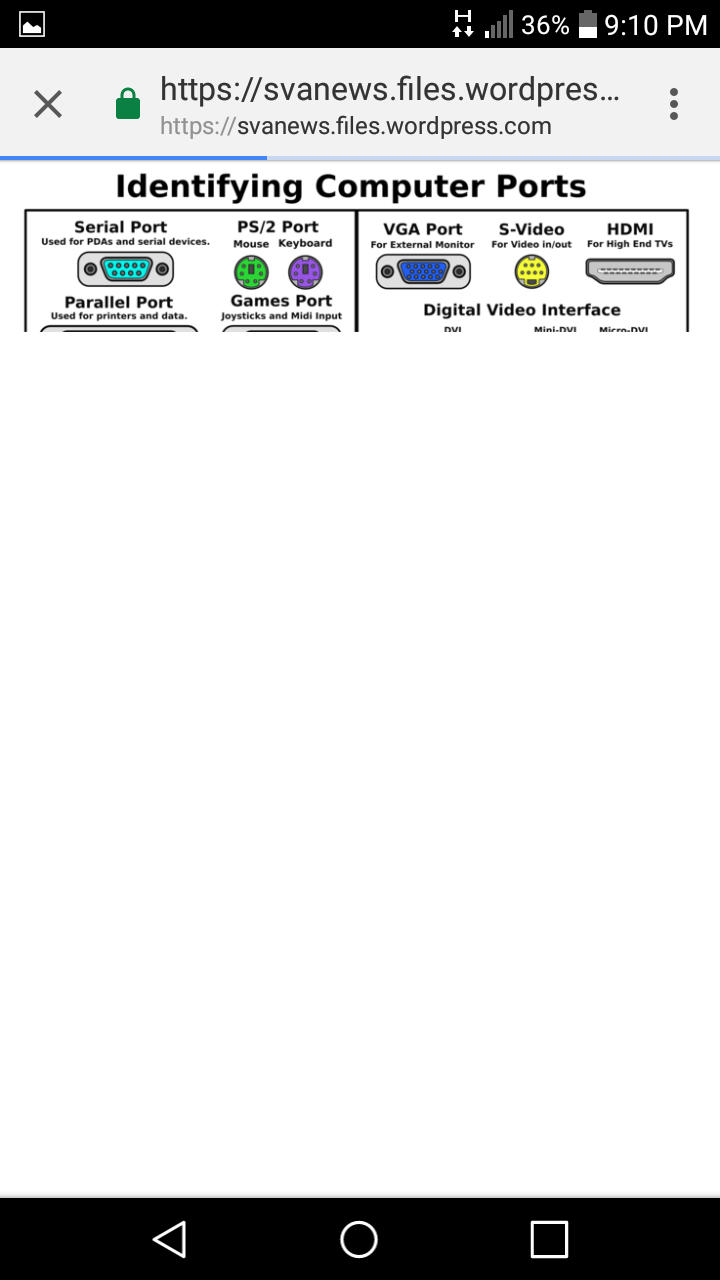 H 36% 9:10 PM
https://svanews.files.wordpres...
https://svanews.files.wordpress.com
Identifying Computer Ports
Serial Port
Used for PDAs and serial devices.
PS/2 Port
Mouse Keyboard
Parallel Port
Used for printers and data.
Games Port
Joysticks and Midi Input
VGA Port
For External Monitor
S-Video
For Video in/out
HDMI
For High End TVs
Digital Video Interface
DVI Mini-DVI Micro-DVI